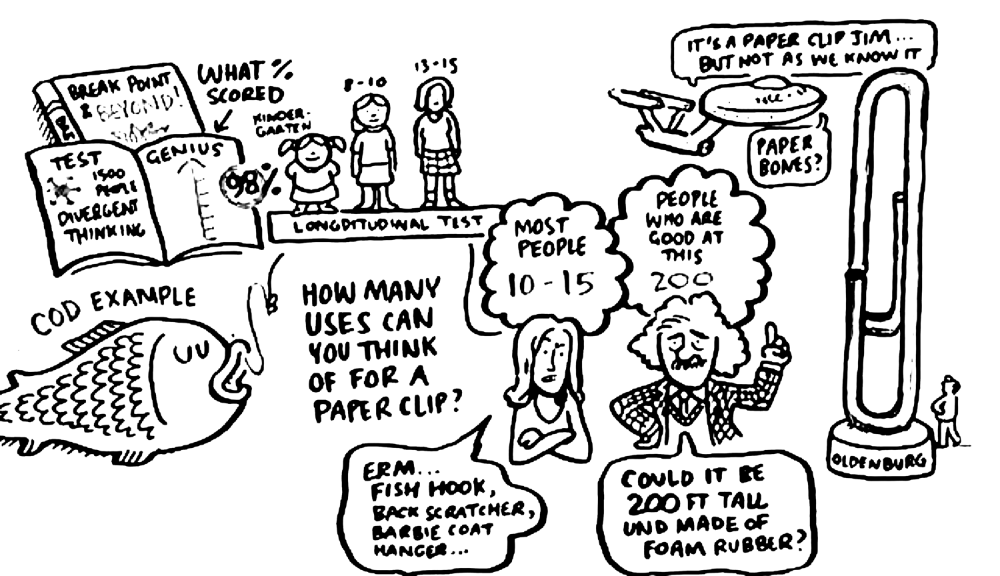 BREAK POINT
& BEYOND!
TEST
1500
PEOPLE
DIVERGENT
THINKING
GENIUS
WHAT %
SCORED
98%
KINDER-
GARTEN
8-10
13-15
LONGDITUDINAL TEST
COD EXAMPLE
HOW MANY
USES CAN
YOU THINK
OF FOR A
PAPER CLIP?
MOST
PEOPLE
10-15
PEOPLE
WHO ARE
GOOD AT
THIS
200
IT'S A PAPER CLIP JIM...
BUT NOT AS WE KNOW IT
PAPER
BONES?
OLDENBURG
ERM...
FISH HOOK,
BACK SCRATCHER,
BARBIE COAT
HANGER...
COULD IT BE
200 FT TALL
UND MADE OF
FOAM RUBBER?